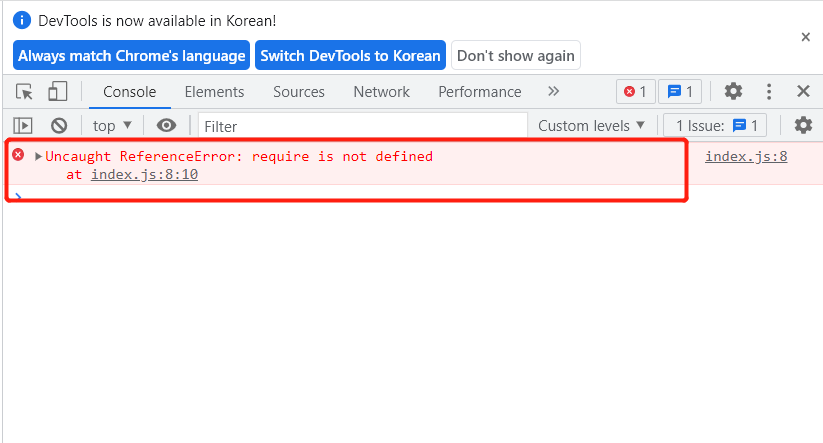 DevTools is now available in Korean!
×
Always match Chrome's language Switch DevTools to Korean Don't show again
Console Elements Sources Network Performance » 1 1
top ▼ Filter Custom levels ▼ 1 Issue: 1
Uncaught ReferenceError: require is not defined index.js:8
at index.js:8:10